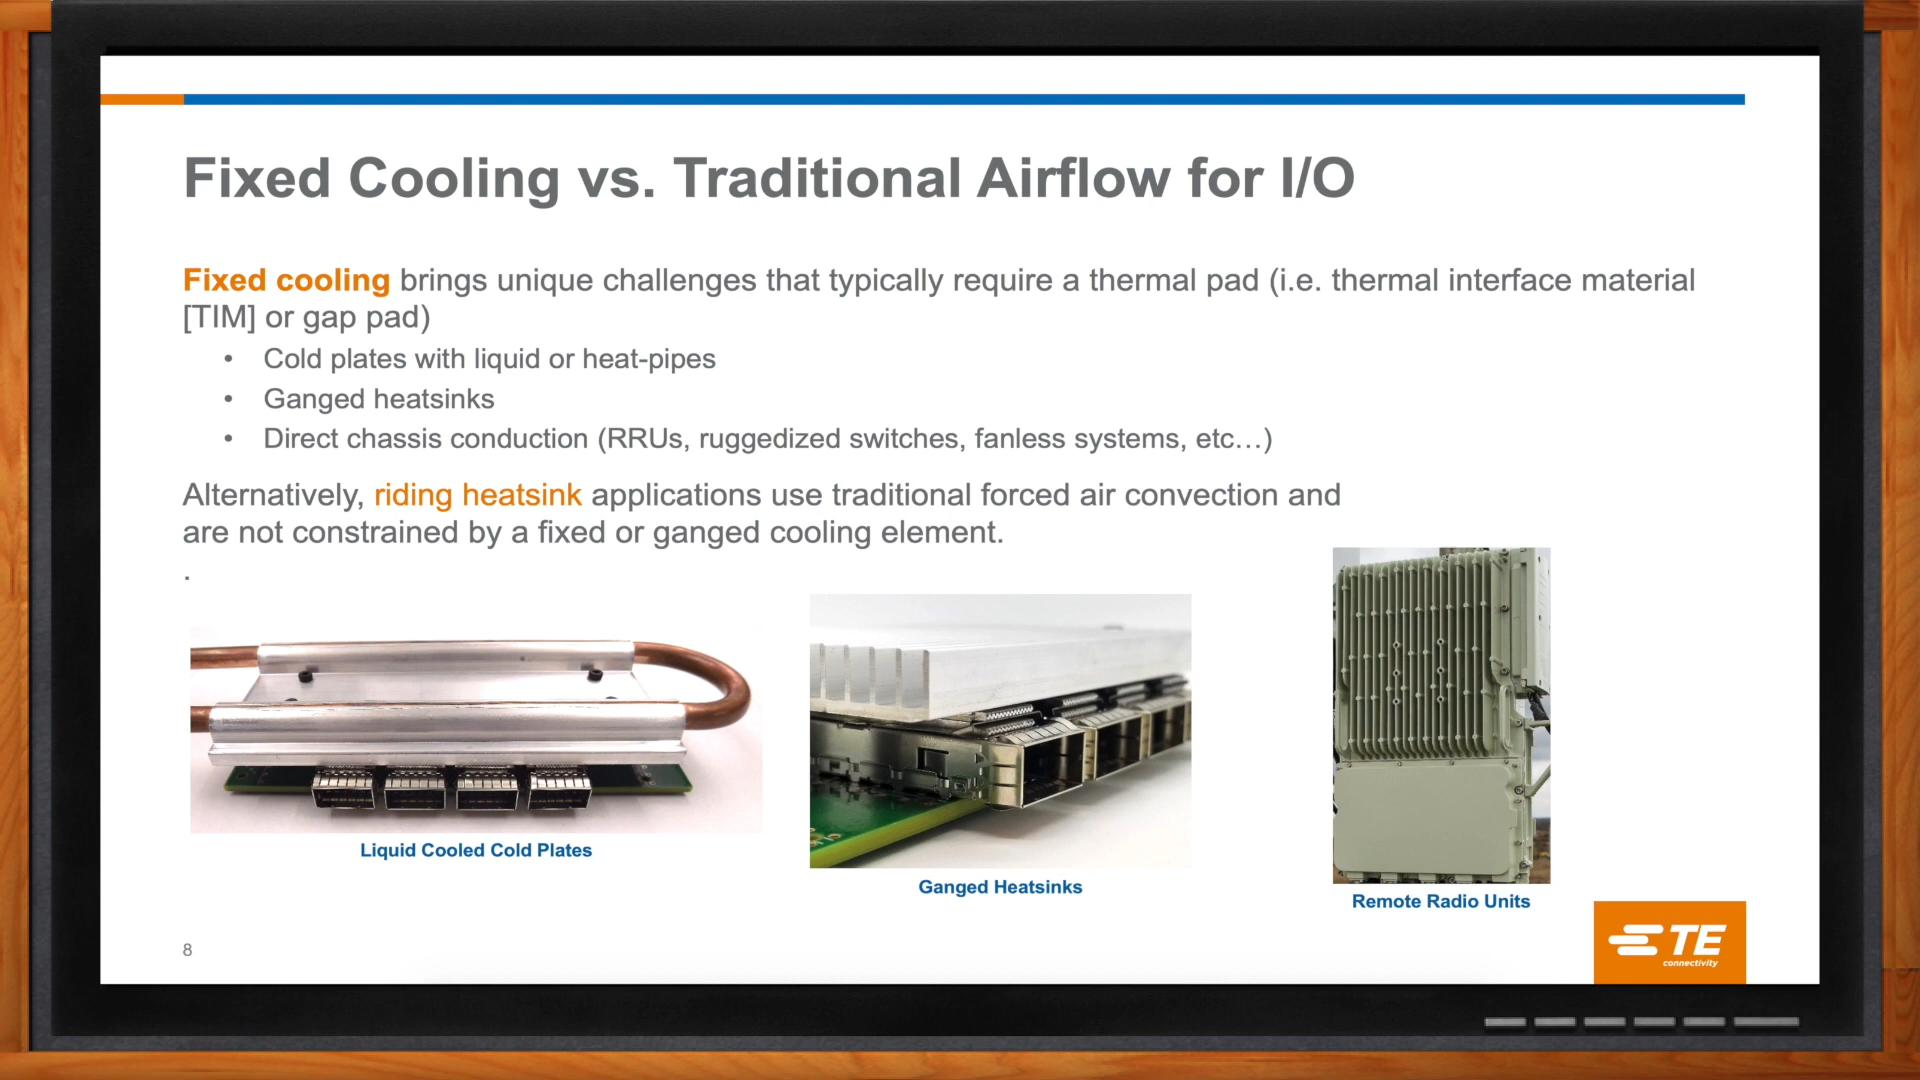 Fixed Cooling vs. Traditional Airflow for I/O
Fixed cooling brings unique challenges that typically require a thermal pad (i.e. thermal interface material
[TIM] or gap pad)
• Cold plates with liquid or heat-pipes
• Ganged heatsinks
• Direct chassis conduction (RRUs, ruggedized switches, fanless systems, etc…)
Alternatively, riding heatsink applications use traditional forced air convection and
are not constrained by a fixed or ganged cooling element.
.
Liquid Cooled Cold Plates
Ganged Heatsinks
Remote Radio Units
8
TE
connectivity